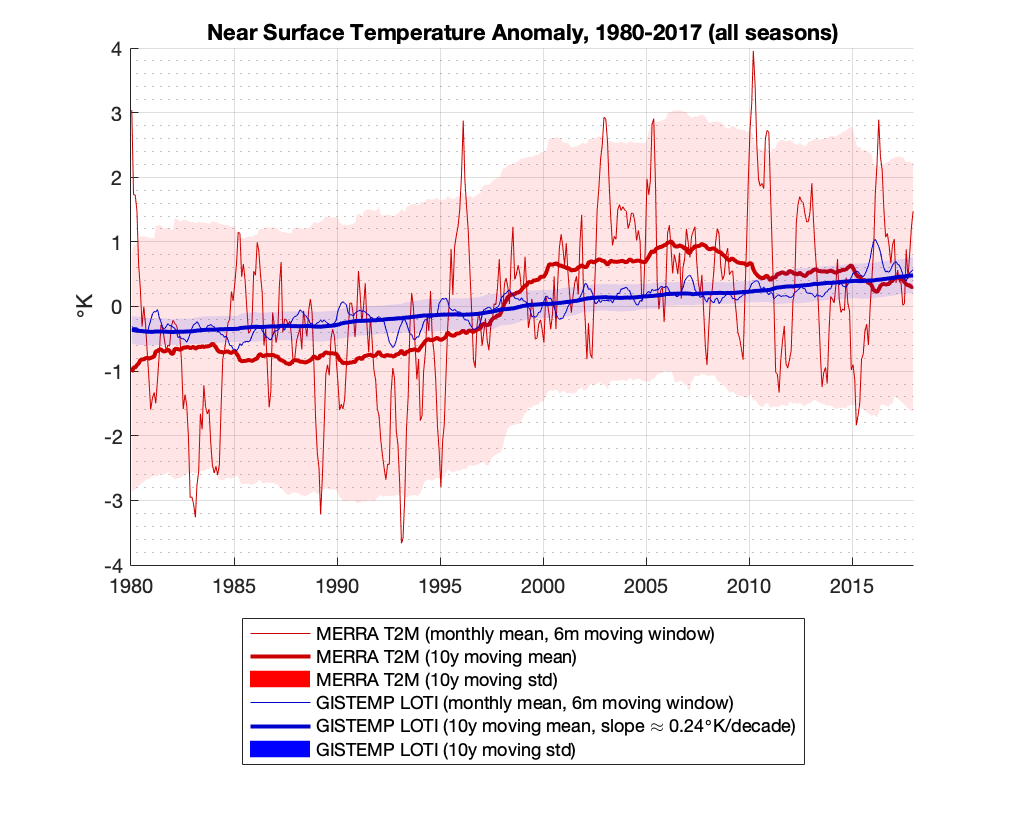 Near Surface Temperature Anomaly, 1980-2017 (all seasons)
4
3
2
1
0
-1
-2
-3
-4
°K
1980 1985 1990 1995 2000 2005 2010 2015
MERRA T2M (monthly mean, 6m moving window)
MERRA T2M (10y moving mean)
MERRA T2M (10y moving std)
GISTEMP LOTI (monthly mean, 6m moving window)
GISTEMP LOTI (10y moving mean, slope ≈ 0.24°K/decade)
GISTEMP LOTI (10y moving std)